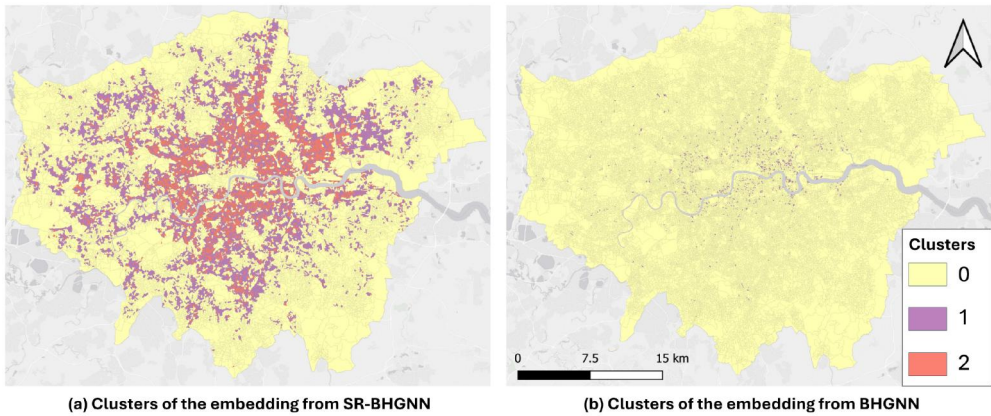 Clusters
0
1
2
0 7.5 15 km
(a) Clusters of the embedding from SR-BHGNN
(b) Clusters of the embedding from BHGNN